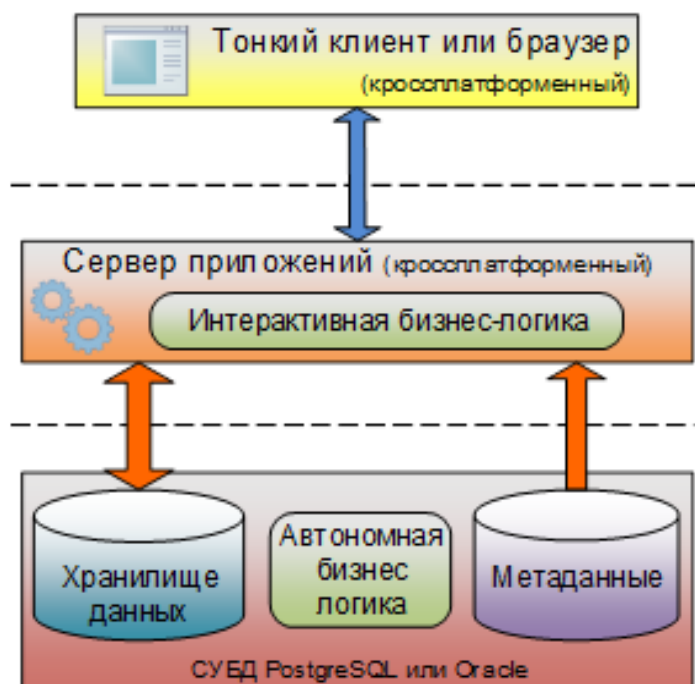 Тонкий клиент или браузер
(кроссплатформенный)
Сервер приложений (кроссплатформенный)
Интерактивная бизнес-логика
Хранилище
данных
Автономная
бизнес
логика
Метаданные
СУБД PostgreSQL или Oracle